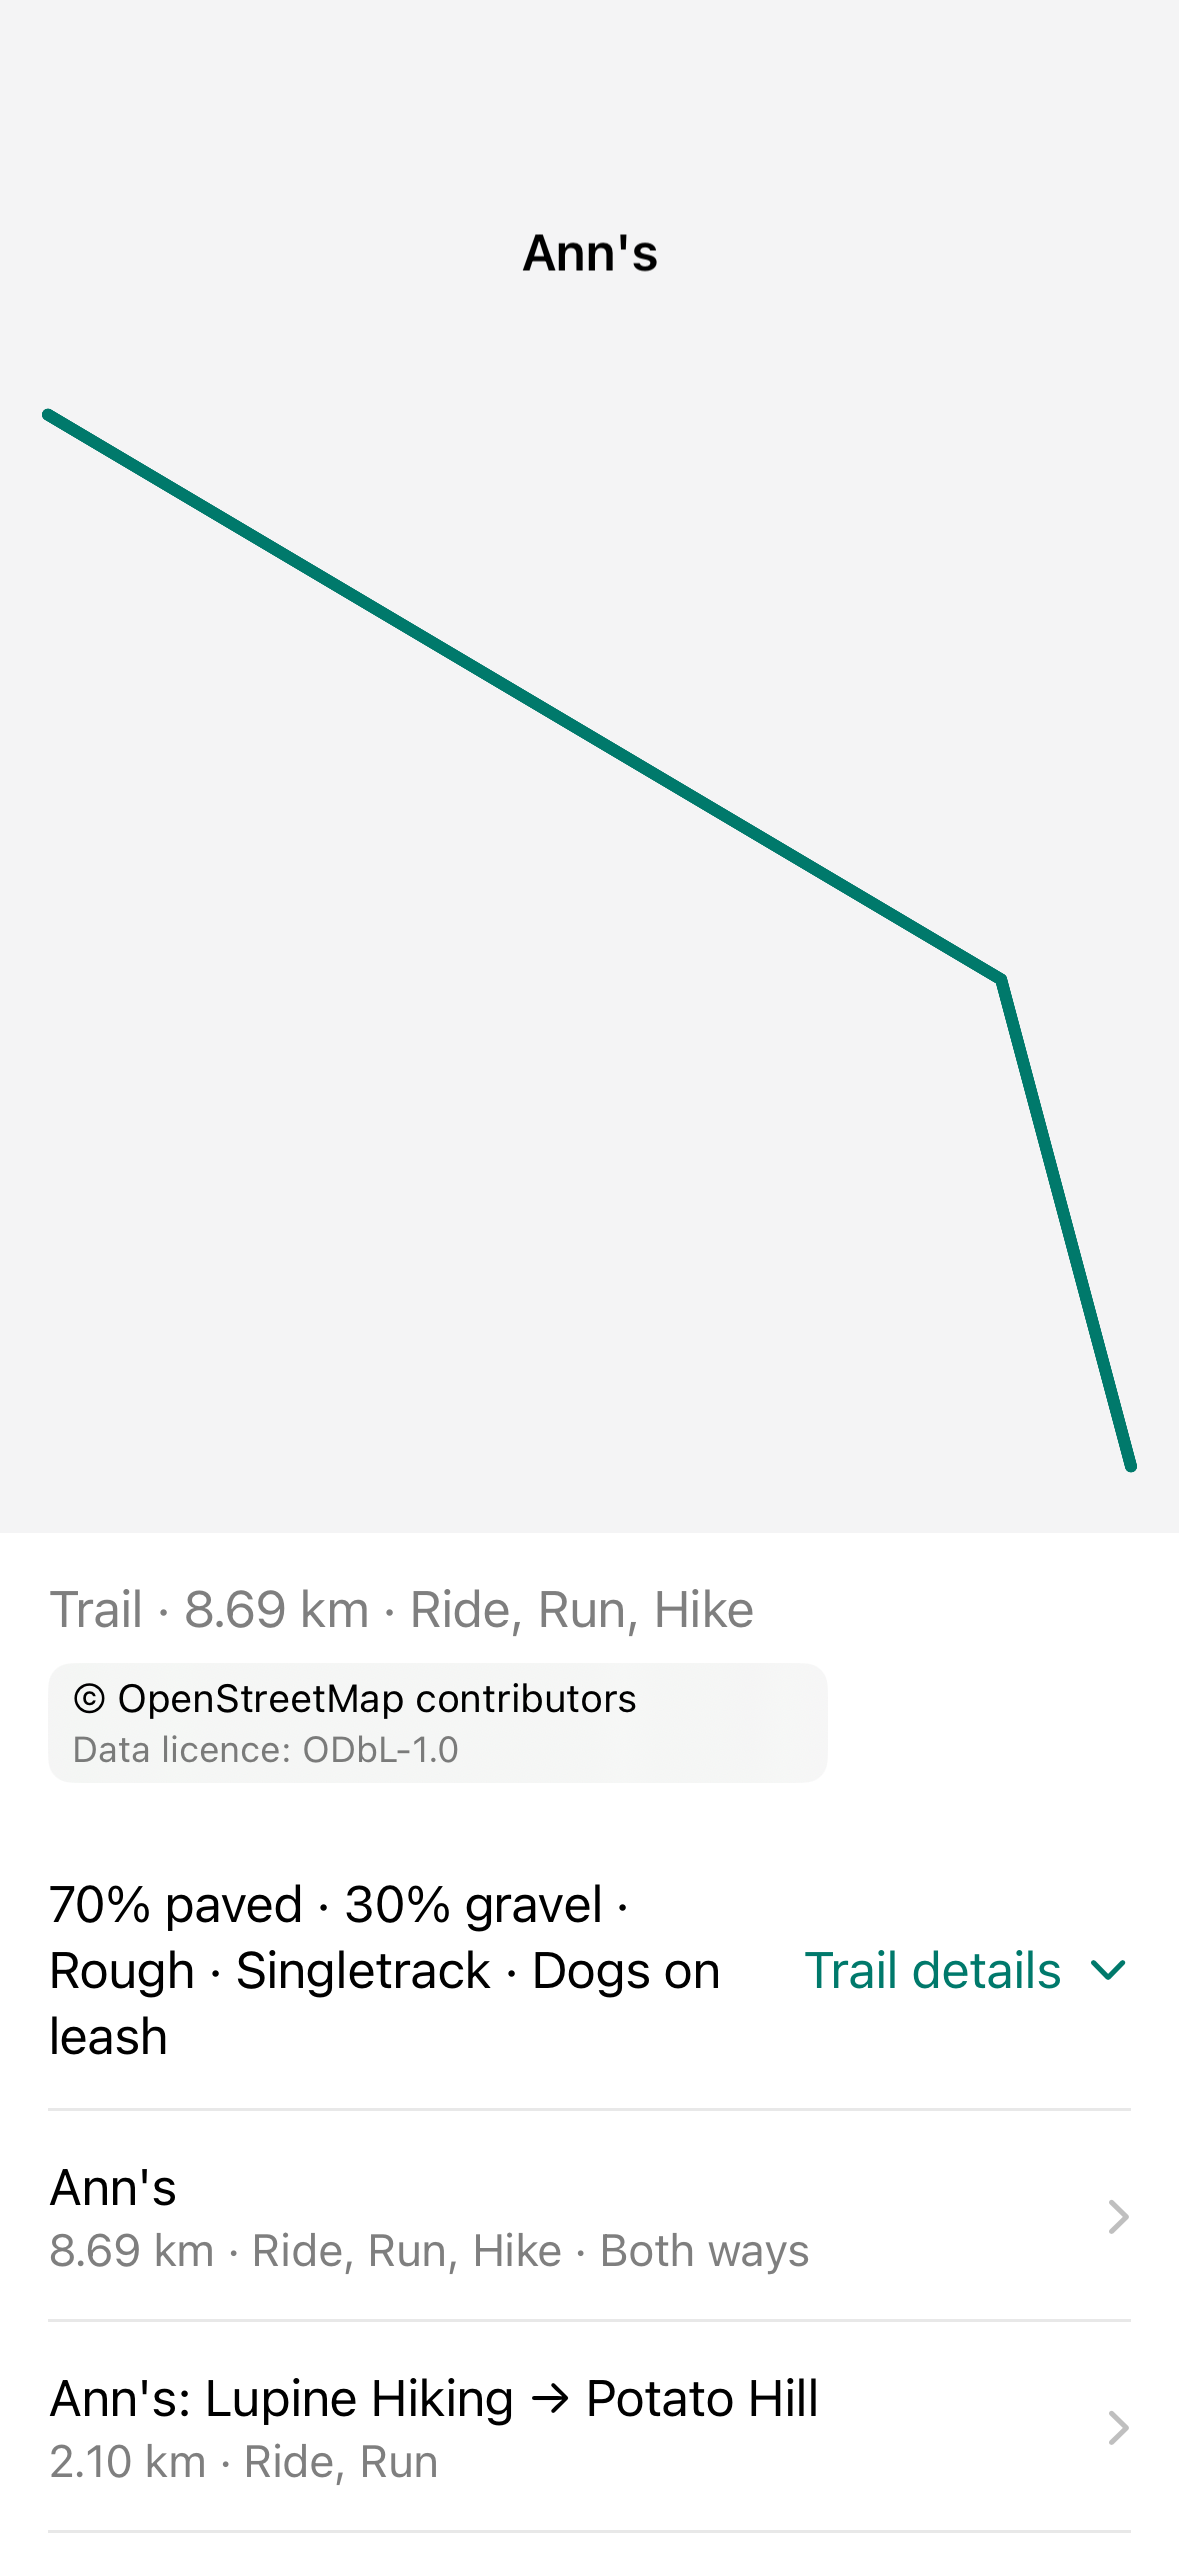 Ann's
Trail · 8.69 km · Ride, Run, Hike
© OpenStreetMap contributors
Data licence: ODbL-1.0
70% paved · 30% gravel ·
Rough · Singletrack · Dogs on
leash
Trail details
Ann's
8.69 km · Ride, Run, Hike · Both ways
Ann's: Lupine Hiking → Potato Hill
2.10 km · Ride, Run